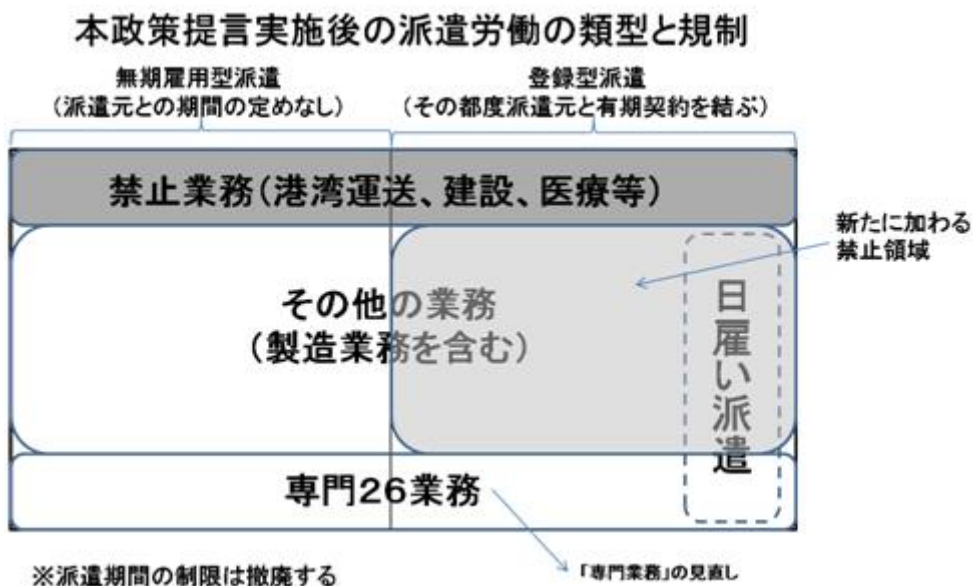 本政策提言実施後の派遣労働の類型と規制
無期雇用型派遣
(派遣元との期間の定めなし)
登録型派遣
(その都度派遣元と有期契約を結ぶ)
禁止業務(港湾運送、建設、医療等)
新たに加わる
禁止領域
その他の業務
(製造業務を含む)
日雇い派遣
専門26業務
※派遣期間の制限は撤廃する
「専門業務」の見直し